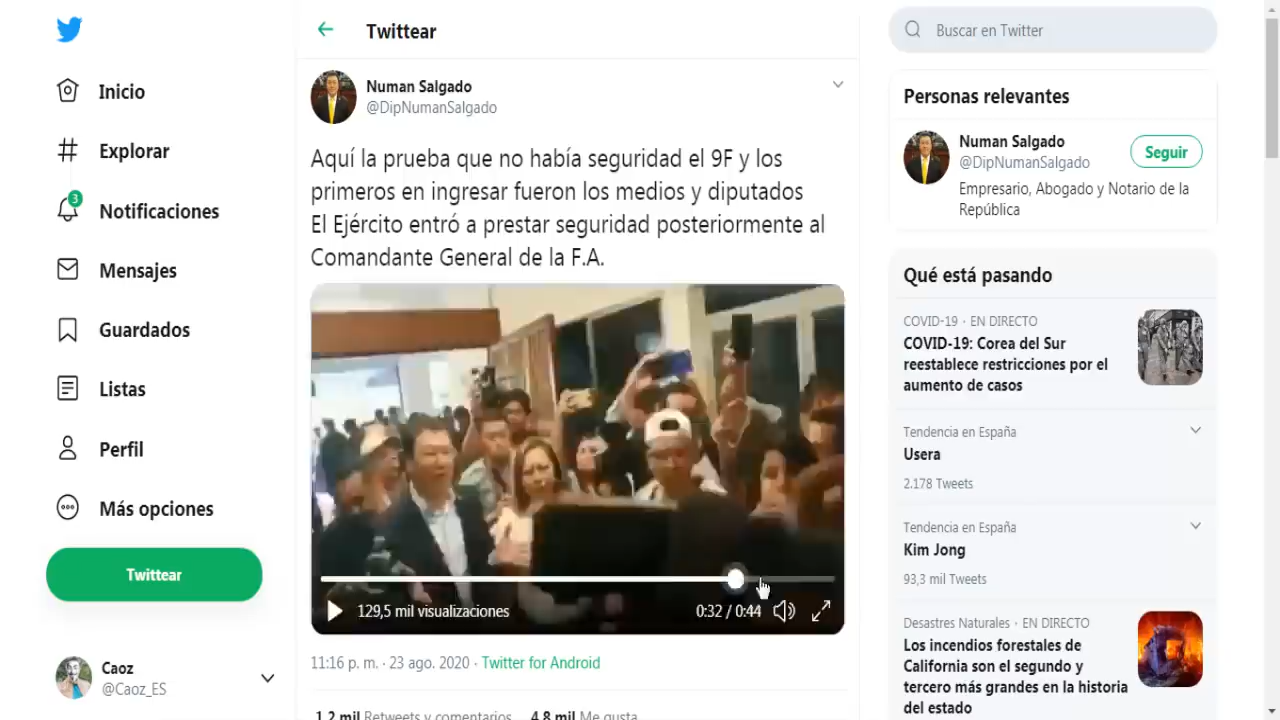 Inicio
Explorar
3
Notificaciones
Mensajes
Guardados
Listas
Perfil
Más opciones
Twittear
Caoz
@Caoz_ES
Twittear
Numan Salgado
@DipNumanSalgado
Aquí la prueba que no había seguridad el 9F y los
primeros en ingresar fueron los medios y diputados
El Ejército entró a prestar seguridad posteriormente al
Comandante General de la F.A.
129,5 mil visualizaciones
0:32 / 0:44
11:16 p. m. · 23 ago. 2020 · Twitter for Android
1,2 mil Retweets y comentarios 4,8 mil Me gusta
Buscar en Twitter
Personas relevantes
Numan Salgado
@DipNumanSalgado
Seguir
Empresario, Abogado y Notario de la
República
Qué está pasando
COVID-19 · EN DIRECTO
COVID-19: Corea del Sur
reestablece restricciones por el
aumento de casos
Tendencia en España
Usera
2.178 Tweets
Tendencia en España
Kim Jong
93,3 mil Tweets
Desastres Naturales · EN DIRECTO
Los incendios forestales de
California son el segundo y
tercero más grandes en la historia
del estado